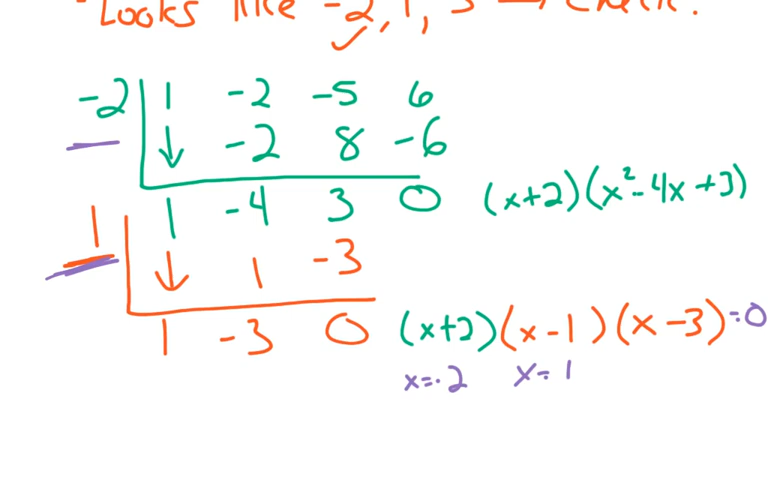 Looks like -2, 1, 3
-2 | 1 -2 -5 6
↓ -2 8 -6
1 -4 3 0 (x+2)(x²-4x+3)
1 | ↓ 1 -3
1 -3 0 (x+2)(x-1)(x-3)=0
x=-2 x=1